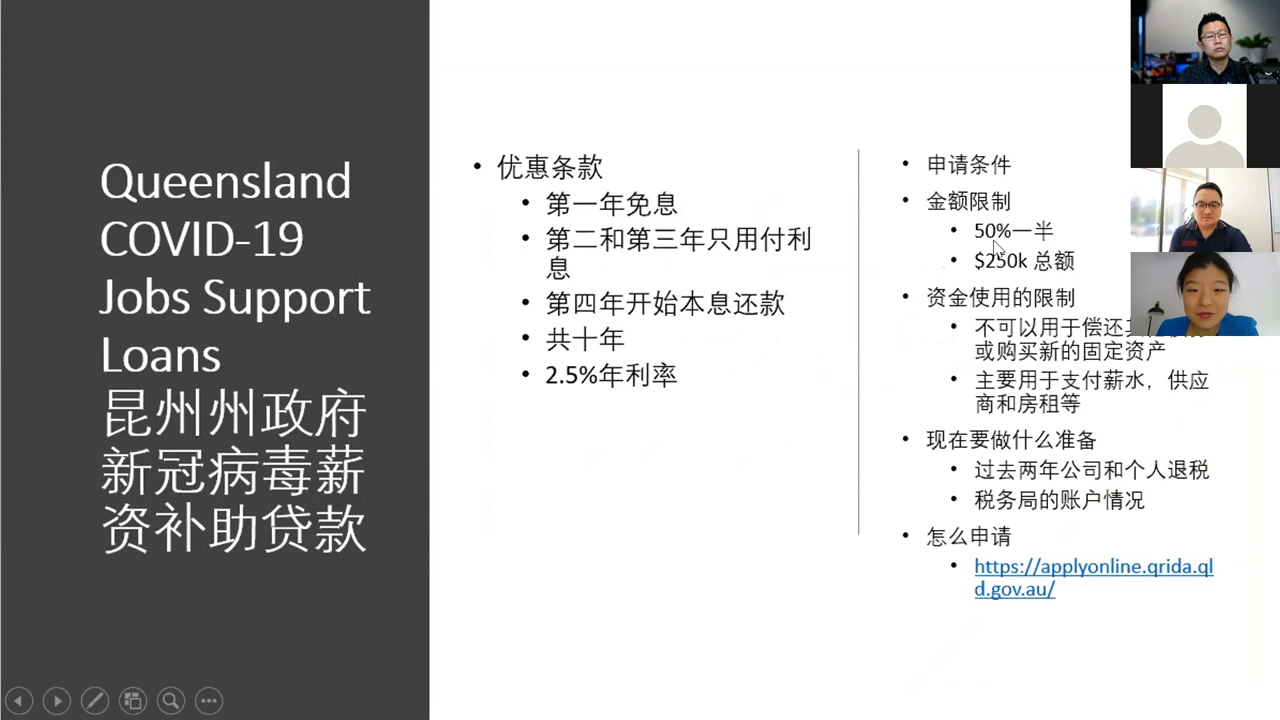 Queensland
COVID-19
Jobs Support
Loans
昆州州政府
新冠病毒薪
资补助贷款
• 优惠条款
• 第一年免息
• 第二和第三年只用付利
息
• 第四年开始本息还款
• 共十年
• 2.5%年利率
• 申请条件
• 金额限制
• 50%一半
• $250k 总额
• 资金使用的限制
• 不可以用于偿还
或购买新的固定资产
• 主要用于支付薪水，供应
商和房租等
• 现在要做什么准备
• 过去两年公司和个人退税
• 税务局的账户情况
• 怎么申请
• https://applyonline.qrida.ql
d.gov.au/